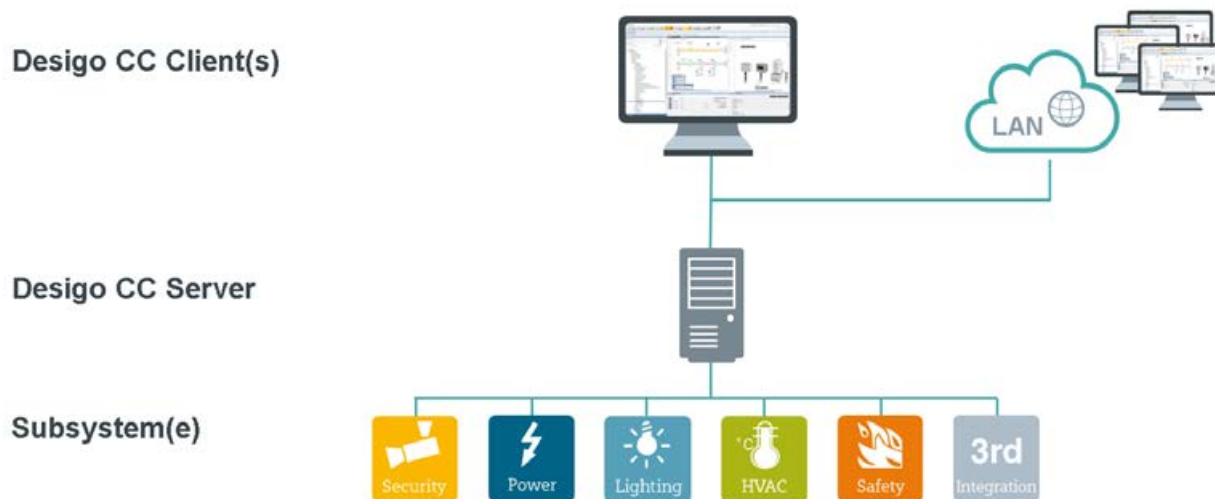 Desigo CC Client(s)
LAN
Desigo CC Server
Subsystem(e)
Security
Power
Lighting
°C
HVAC
Safety
3rd
Integration